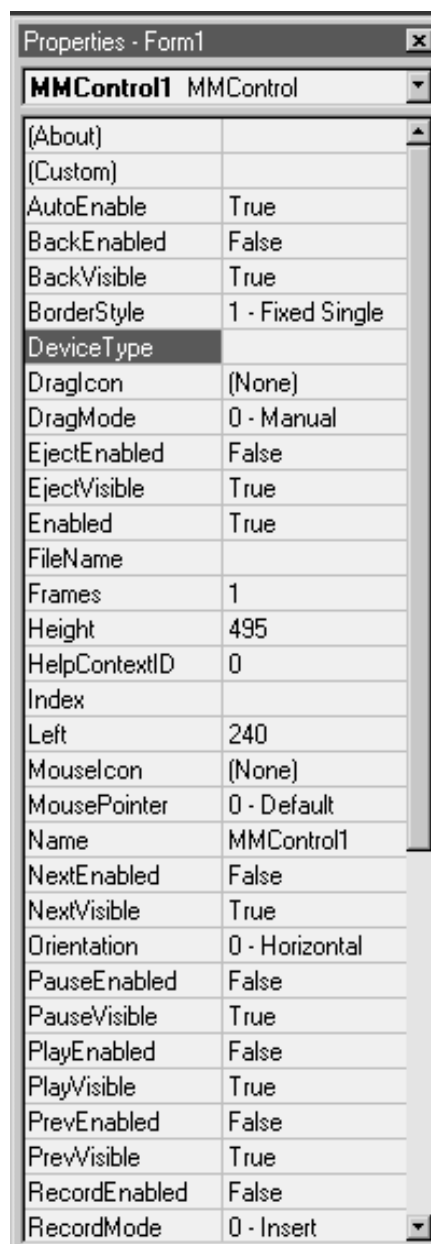 Properties - Form1
MMControl1 MMControl
(About)
(Custom)
AutoEnable True
BackEnabled False
BackVisible True
BorderStyle 1 - Fixed Single
DeviceType
DragIcon (None)
DragMode 0 - Manual
EjectEnabled False
EjectVisible True
Enabled True
FileName
Frames 1
Height 495
HelpContextID 0
Index
Left 240
MouseIcon (None)
MousePointer 0 - Default
Name MMControl1
NextEnabled False
NextVisible True
Orientation 0 - Horizontal
PauseEnabled False
PauseVisible True
PlayEnabled False
PlayVisible True
PrevEnabled False
PrevVisible True
RecordEnabled False
RecordMode 0 - Insert